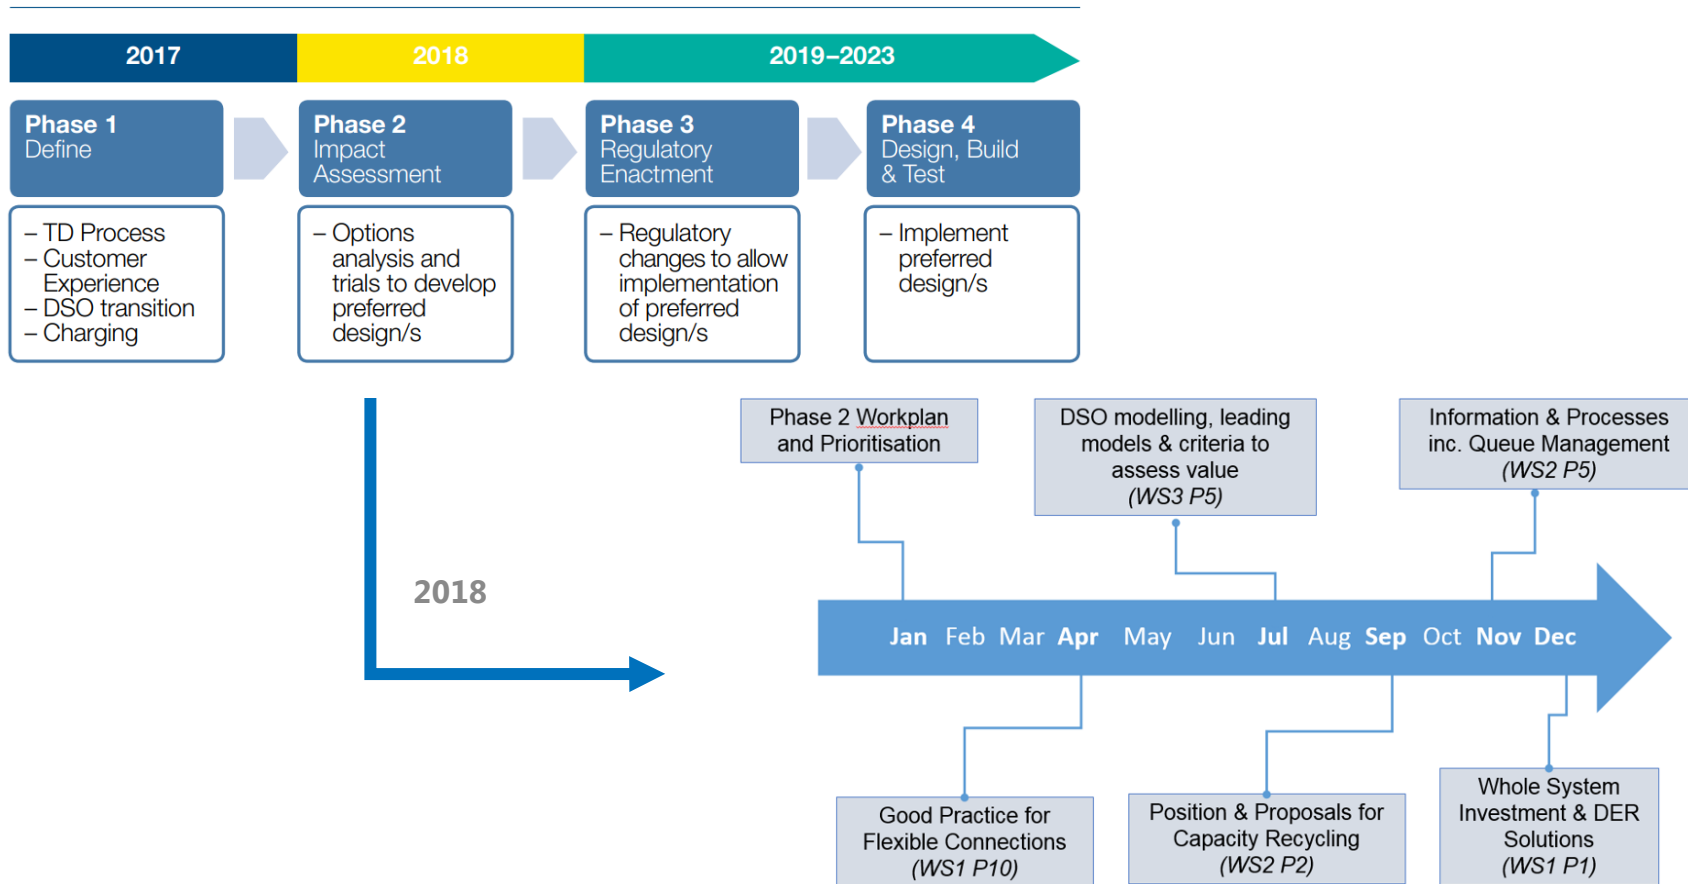 2017
2018
2019–2023
Phase 1
Define
Phase 2
Impact
Assessment
Phase 3
Regulatory
Enactment
Phase 4
Design, Build
& Test
– TD Process
– Customer
Experience
– DSO transition
– Charging
– Options
analysis and
trials to develop
preferred
design/s
– Regulatory
changes to allow
implementation
of preferred
design/s
– Implement
preferred
design/s
2018
Phase 2 Workplan
and Prioritisation
DSO modelling, leading
models & criteria to
assess value
(WS3 P5)
Information & Processes
inc. Queue Management
(WS2 P5)
Jan Feb Mar Apr May Jun Jul Aug Sep Oct Nov Dec
Good Practice for
Flexible Connections
(WS1 P10)
Position & Proposals for
Capacity Recycling
(WS2 P2)
Whole System
Investment & DER
Solutions
(WS1 P1)